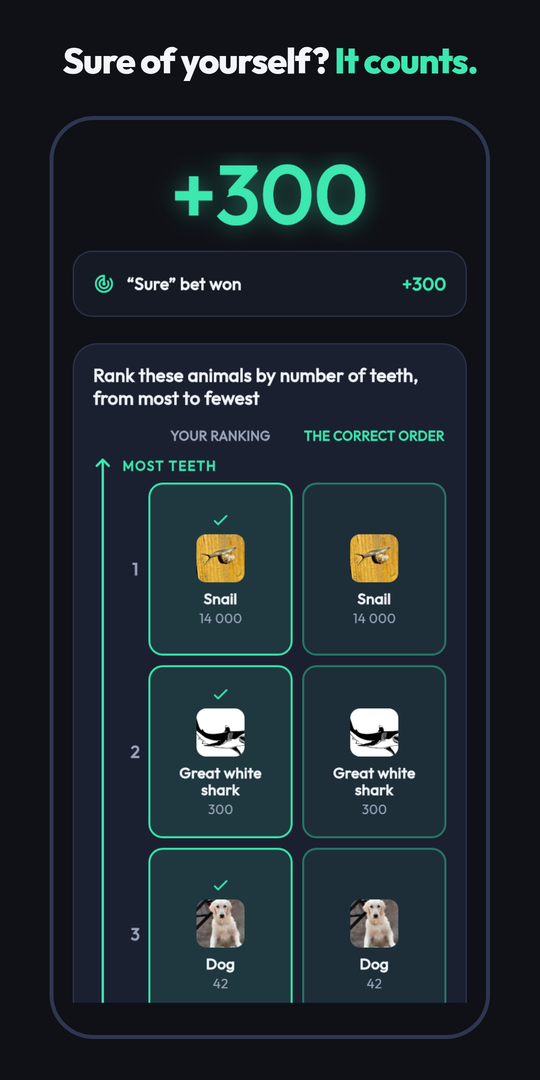 Sure of yourself? It counts.
+300
“Sure” bet won
+300
Rank these animals by number of teeth,
from most to fewest
YOUR RANKING
THE CORRECT ORDER
MOST TEETH
1
Snail
14 000
Snail
14 000
2
Great white
shark
300
Great white
shark
300
3
Dog
42
Dog
42